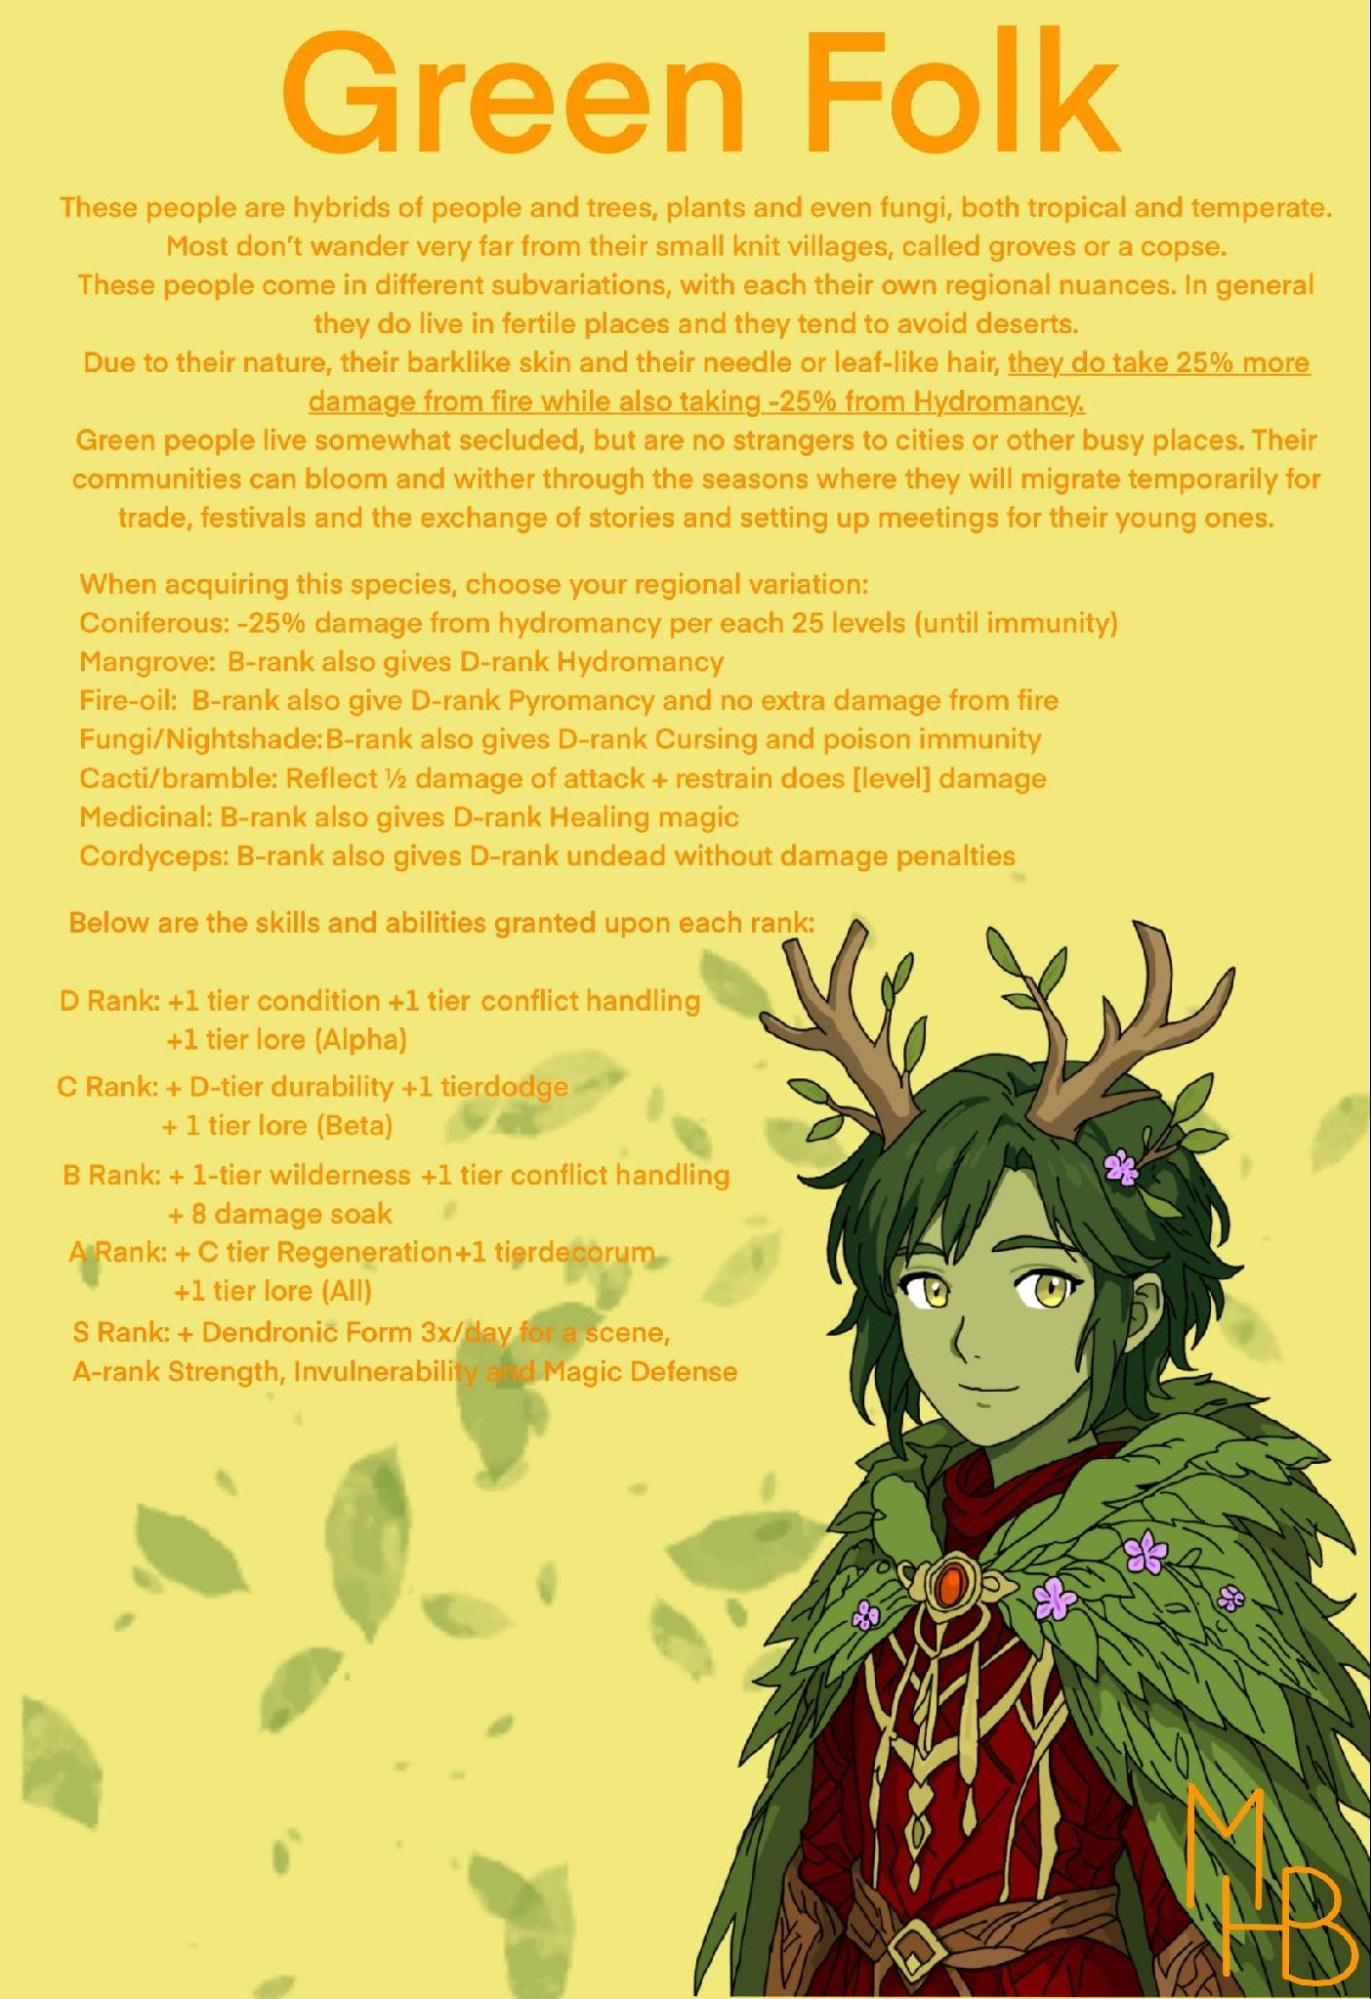 Green Folk
These people are hybrids of people and trees, plants and even fungi, both tropical and temperate.
Most don't wander very far from their small knit villages, called groves or a copse.
These people come in different subvariations, with each their own regional nuances. In general
they do live in fertile places and they tend to avoid deserts.
Due to their nature, their barklike skin and their needle or leaf-like hair, they do take 25% more
damage from fire while also taking -25% from Hydromancy.
Green people live somewhat secluded, but are no strangers to cities or other busy places. Their
communities can bloom and wither through the seasons where they will migrate temporarily for
trade, festivals and the exchange of stories and setting up meetings for their young ones.
When acquiring this species, choose your regional variation:
Coniferous: -25% damage from hydromancy per each 25 levels (until immunity)
Mangrove: B-rank also gives D-rank Hydromancy
Fire-oil: B-rank also give D-rank Pyromancy and no extra damage from fire
Fungi/Nightshade:B-rank also gives D-rank Cursing and poison immunity
Cacti/bramble: Reflect ½ damage of attack + restrain does [level] damage
Medicinal: B-rank also gives D-rank Healing magic
Cordyceps: B-rank also gives D-rank undead without damage penalties
Below are the skills and abilities granted upon each rank:
D Rank: +1 tier condition +1 tier conflict handling
+1 tier lore (Alpha)
C Rank: + D-tier durability +1 tierdodge
+ 1 tier lore (Beta)
B Rank: + 1-tier wilderness +1 tier conflict handling
+ 8 damage soak
A Rank: + C tier Regeneration+1 tierdecorum
+1 tier lore (All)
S Rank: + Dendronic Form 3x/day for a scene,
A-rank Strength, Invulnerability and Magic Defense
MHB